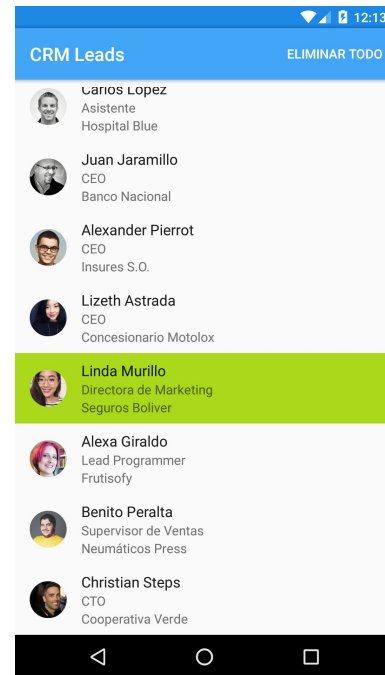 12:13
CRM Leads
ELIMINAR TODO
Carlos Lopez
Asistente
Hospital Blue
Juan Jaramillo
CEO
Banco Nacional
Alexander Pierrot
CEO
Insures S.O.
Lizeth Astrada
CEO
Concesionario Motolox
Linda Murillo
Directora de Marketing
Seguros Boliver
Alexa Giraldo
Lead Programmer
Frutisofy
Benito Peralta
Supervisor de Ventas
Neumáticos Press
Christian Steps
CTO
Cooperativa Verde